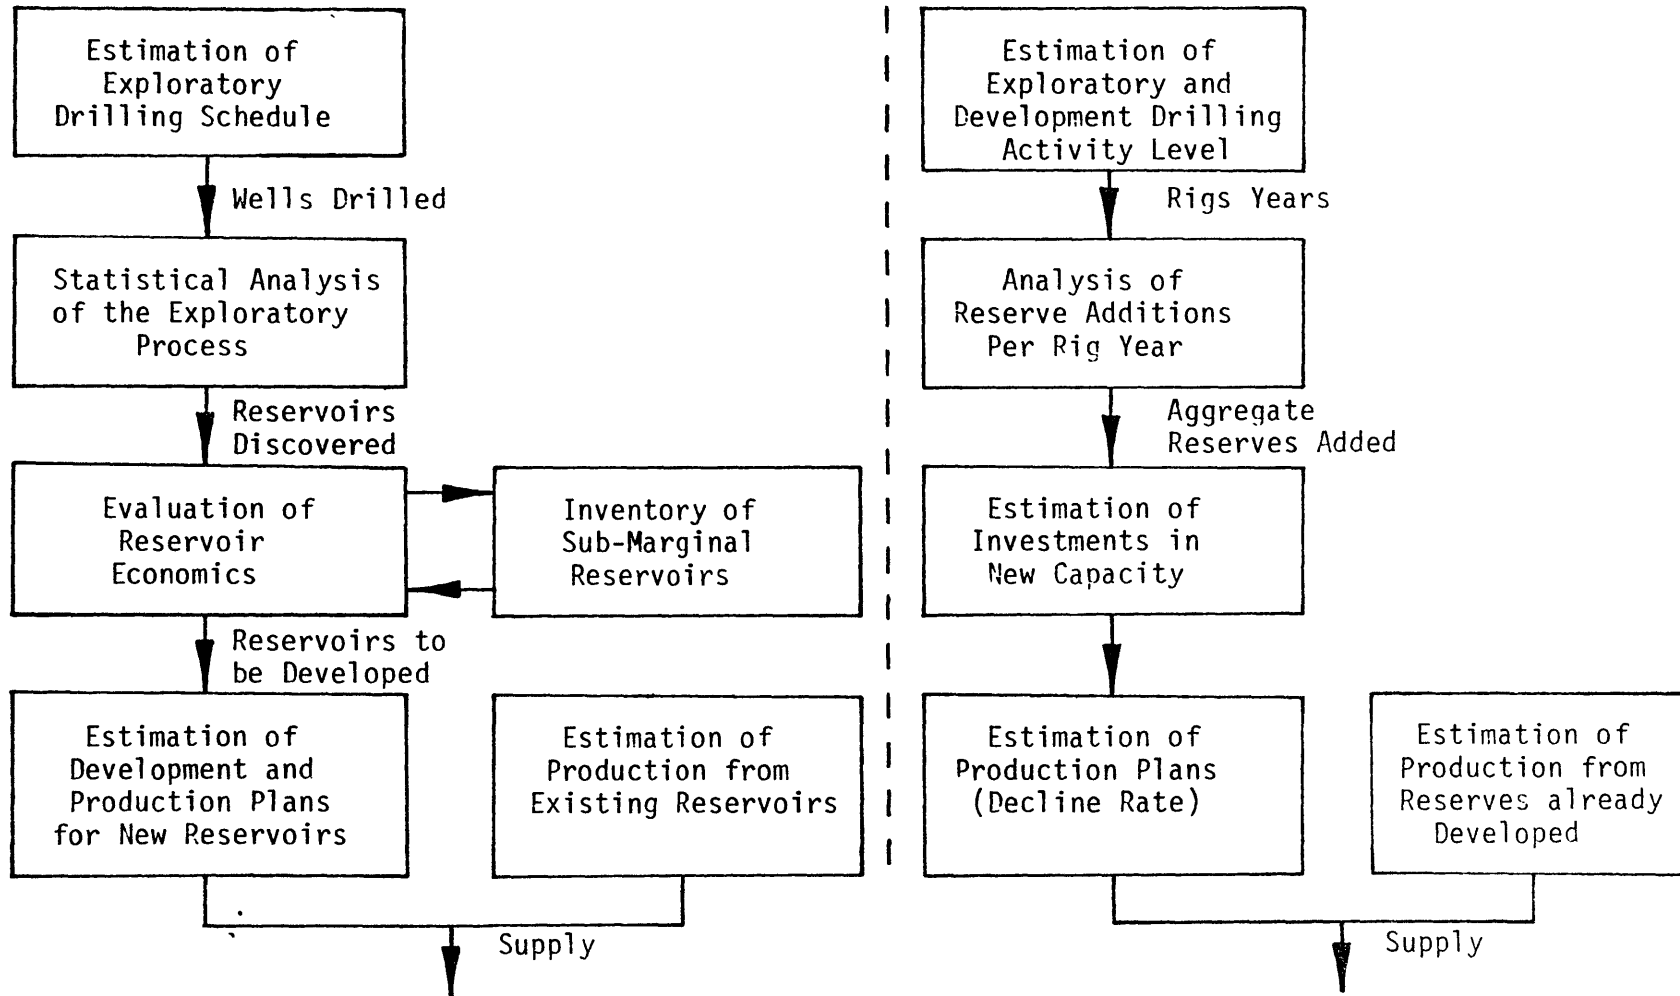 Estimation of
Exploratory
Drilling Schedule
Wells Drilled
Statistical Analysis
of the Exploratory
Process
Reservoirs
Discovered
Evaluation of
Reservoir
Economics
Inventory of
Sub-Marginal
Reservoirs
Reservoirs to
be Developed
Estimation of
Development and
Production Plans
for New Reservoirs
Estimation of
Production from
Existing Reservoirs
Supply
Estimation of
Exploratory and
Development Drilling
Activity Level
Rigs Years
Analysis of
Reserve Additions
Per Rig Year
Aggregate
Reserves Added
Estimation of
Investments in
New Capacity
Estimation of
Production Plans
(Decline Rate)
Estimation of
Production from
Reserves already
Developed
Supply